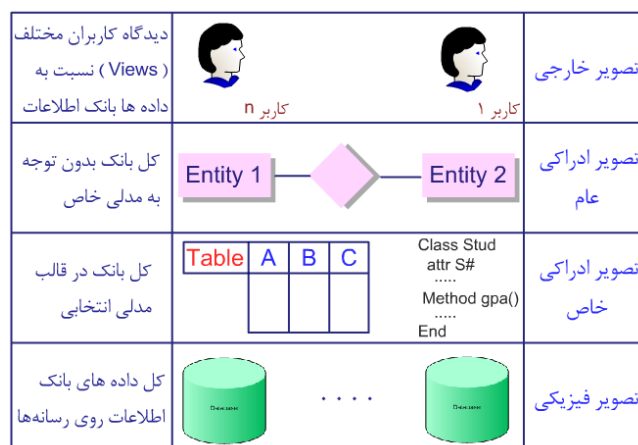 تصویر خارجی
کاربر ۱
کاربر n
دیدگاه کاربران مختلف
(Views) نسبت به
داده ها بانک اطلاعات
تصویر ادراکی
عام
Entity 1
Entity 2
کل بانک بدون توجه
به مدلی خاص
تصویر ادراکی
خاص
Table A B C
Class Stud
attr S#
.....
Method gpa()
.....
End
کل بانک در قالب
مدلی انتخابی
تصویر فیزیکی
. . . .
کل داده های بانک
اطلاعات روی رسانه‌ها